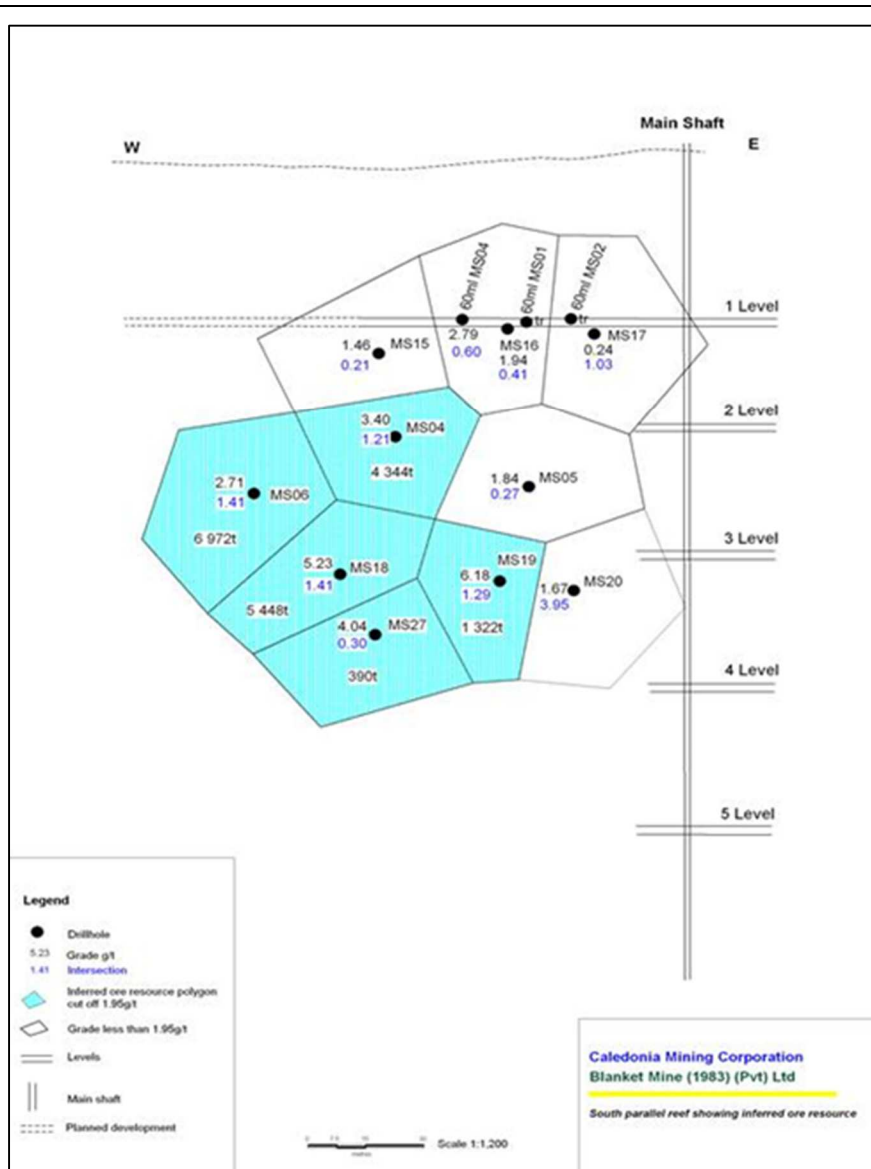 Main Shaft
W
E
60ml MS04
60ml MS01
60ml MS02
1 Level
tr
tr
2.79
0.60
MS16
1.94
0.41
MS17
0.24
1.03
1.46
MS15
0.21
2 Level
3.40
MS04
1.21
4 344t
2.71
MS06
1.41
6 972t
1.84
MS05
0.27
3 Level
5.23
MS18
1.41
5 448t
MS19
6.18
1.29
1 322t
1.67
MS20
3.95
4.04
MS27
0.30
390t
4 Level
5 Level
Legend
Drillhole
5.23 Grade g/t
1.41 Intersection
Inferred ore resource polygon
cut off 1.95g/t
Grade less than 1.95g/t
Levels
Main shaft
Planned development
Scale 1:1,200
metres
Caledonia Mining Corporation
Blanket Mine (1983) (Pvt) Ltd
South parallel reef showing inferred ore resource